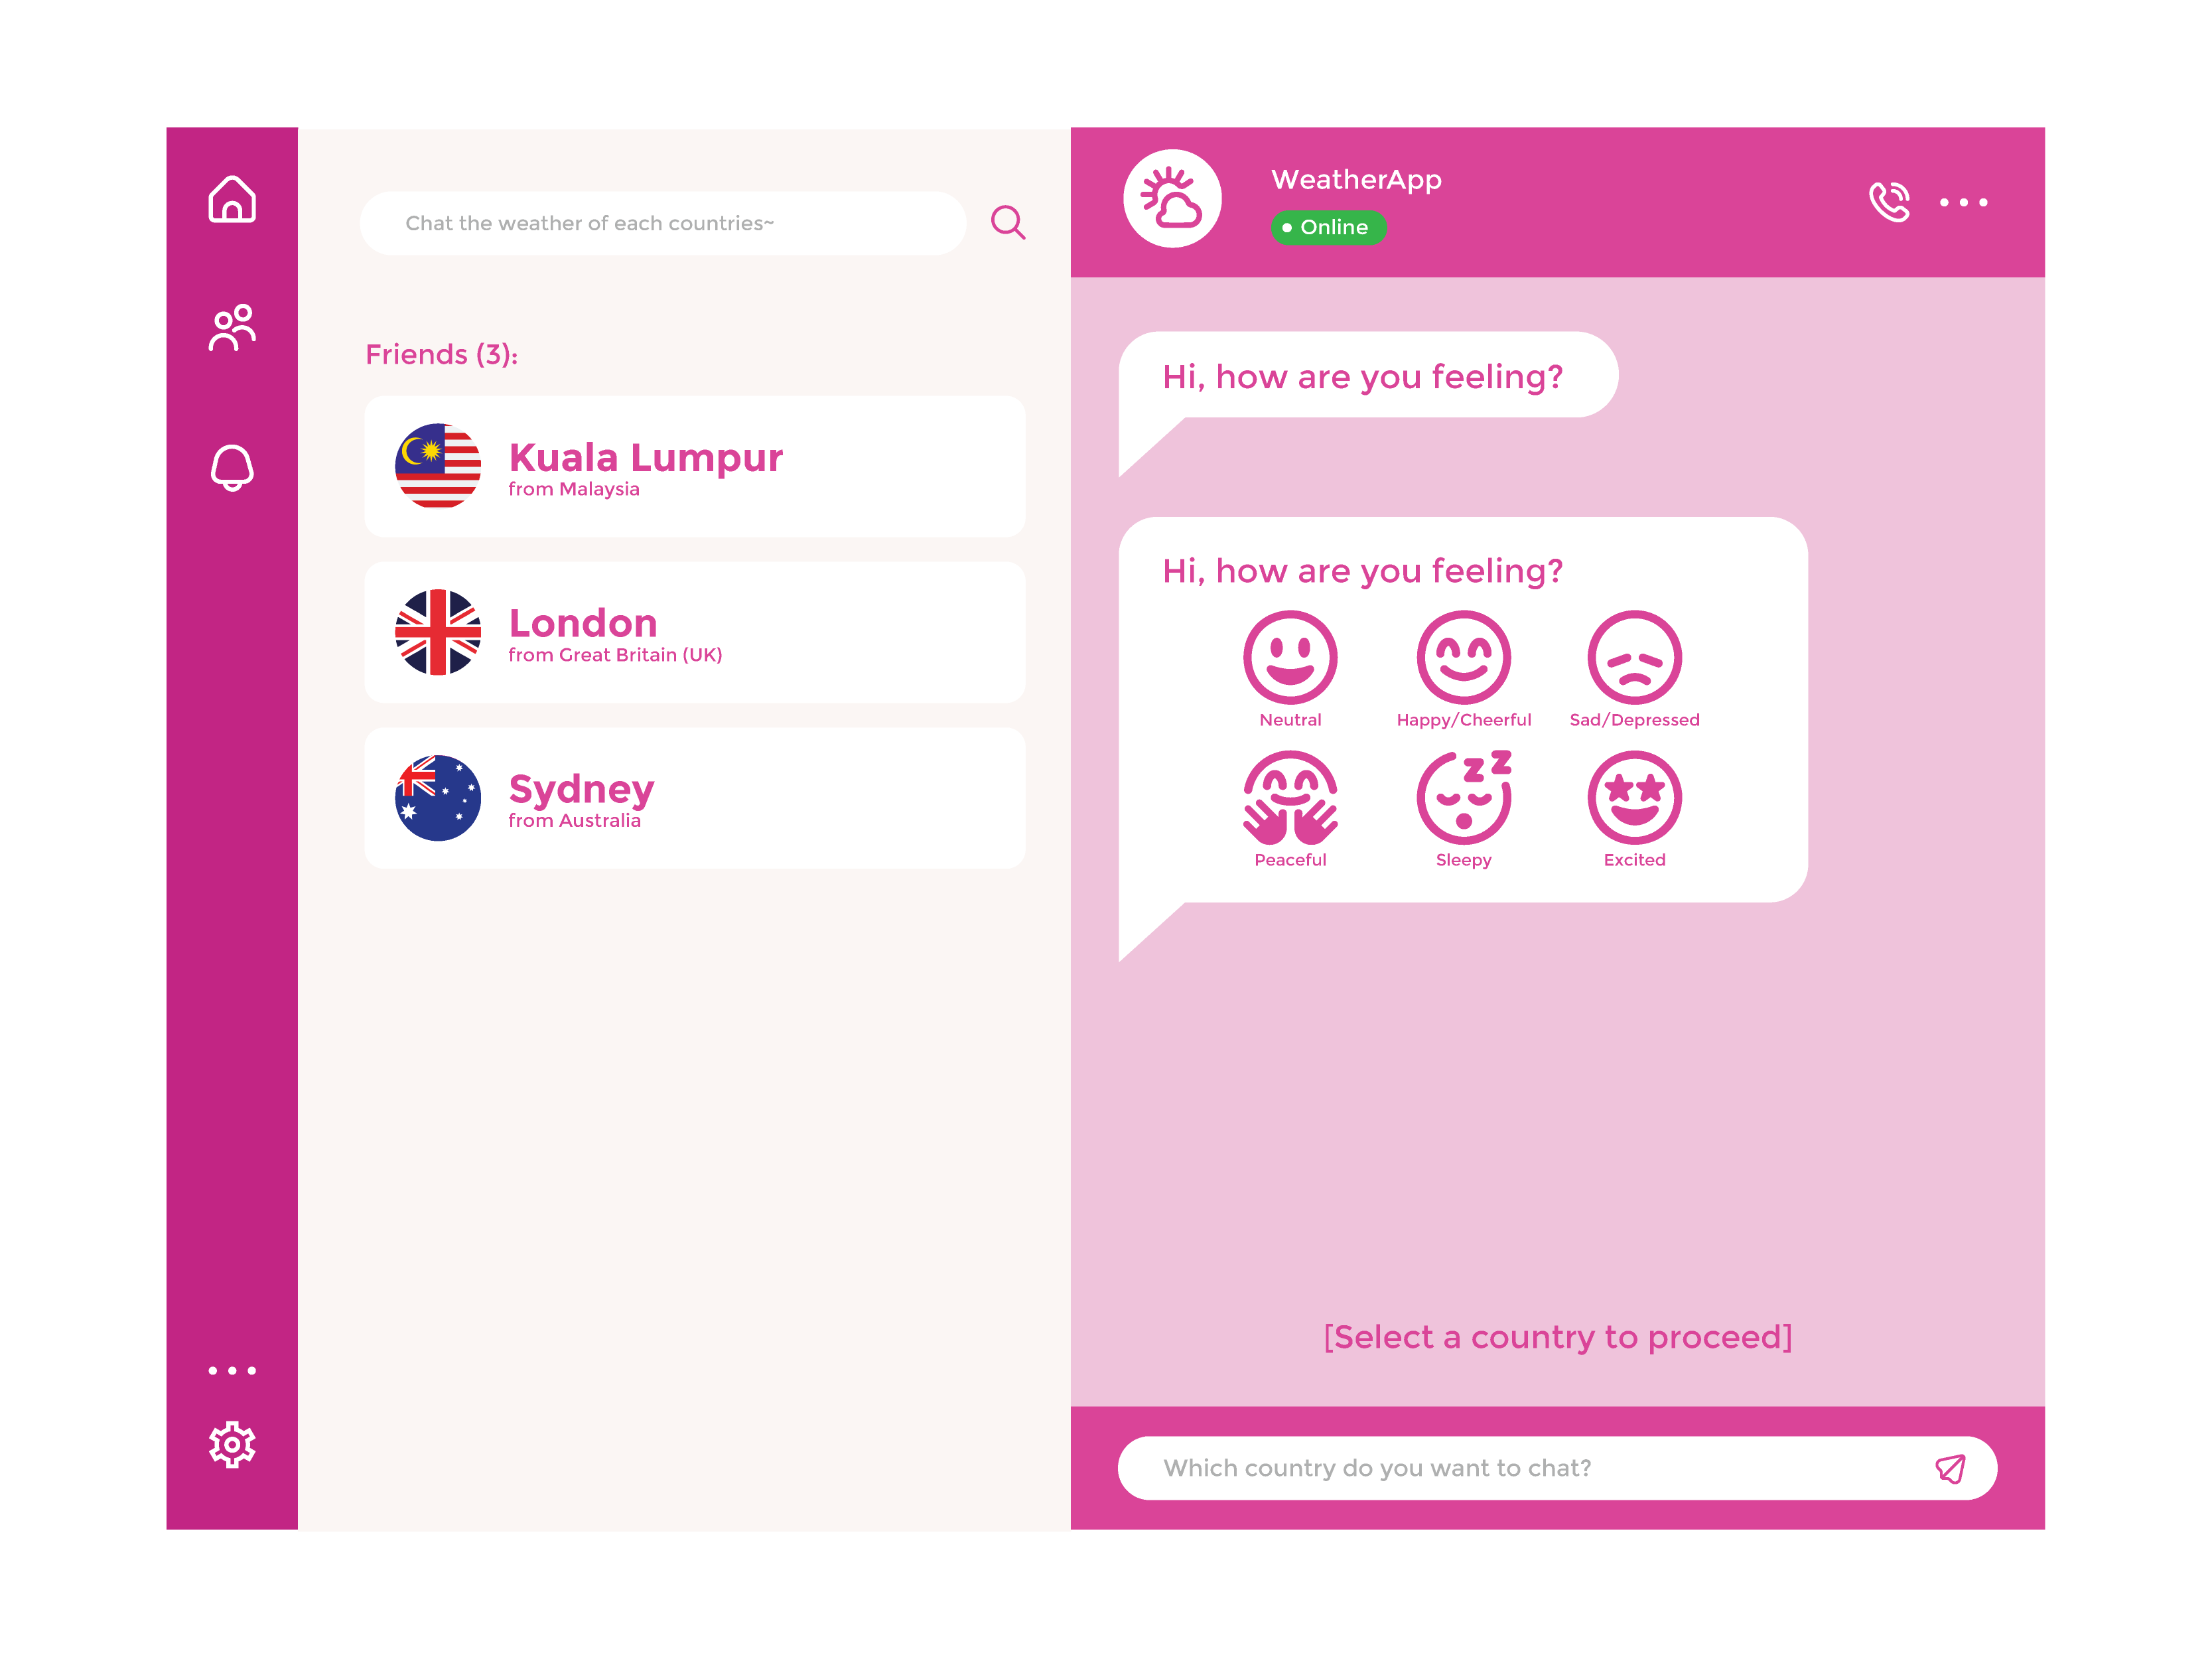 Chat the weather of each countries~
Friends (3):
Kuala Lumpur
from Malaysia
London
from Great Britain (UK)
Sydney
from Australia
WeatherApp
Online
Hi, how are you feeling?
Hi, how are you feeling?
Neutral
Happy/Cheerful
Sad/Depressed
Peaceful
Sleepy
Excited
[Select a country to proceed]
Which country do you want to chat?